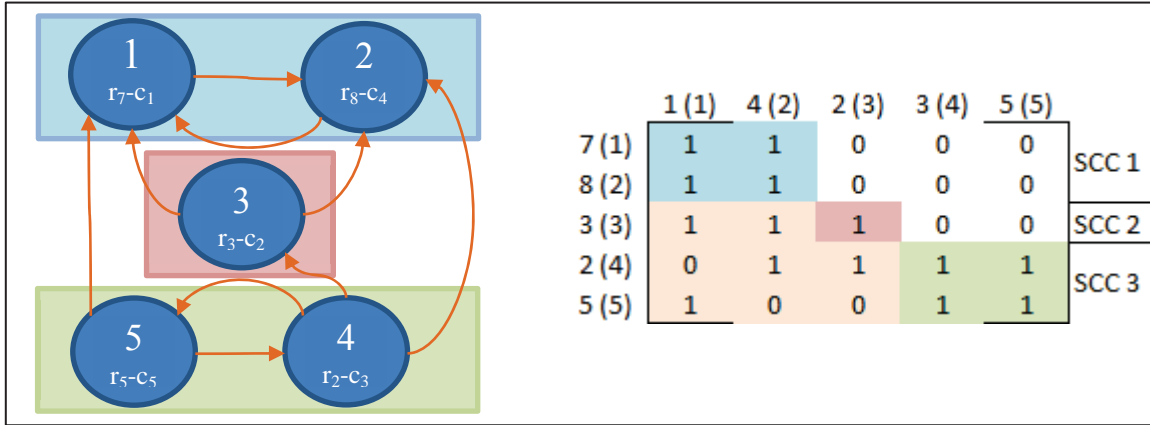 1
r7-c1
2
r8-c4
3
r3-c2
5
r5-c5
4
r2-c3
1 (1) 4 (2) 2 (3) 3 (4) 5 (5)
7 (1) 1 1 0 0 0
8 (2) 1 1 0 0 0
SCC 1
3 (3) 1 1 1 0 0 SCC 2
2 (4) 0 1 1 1 1
5 (5) 1 0 0 1 1
SCC 3